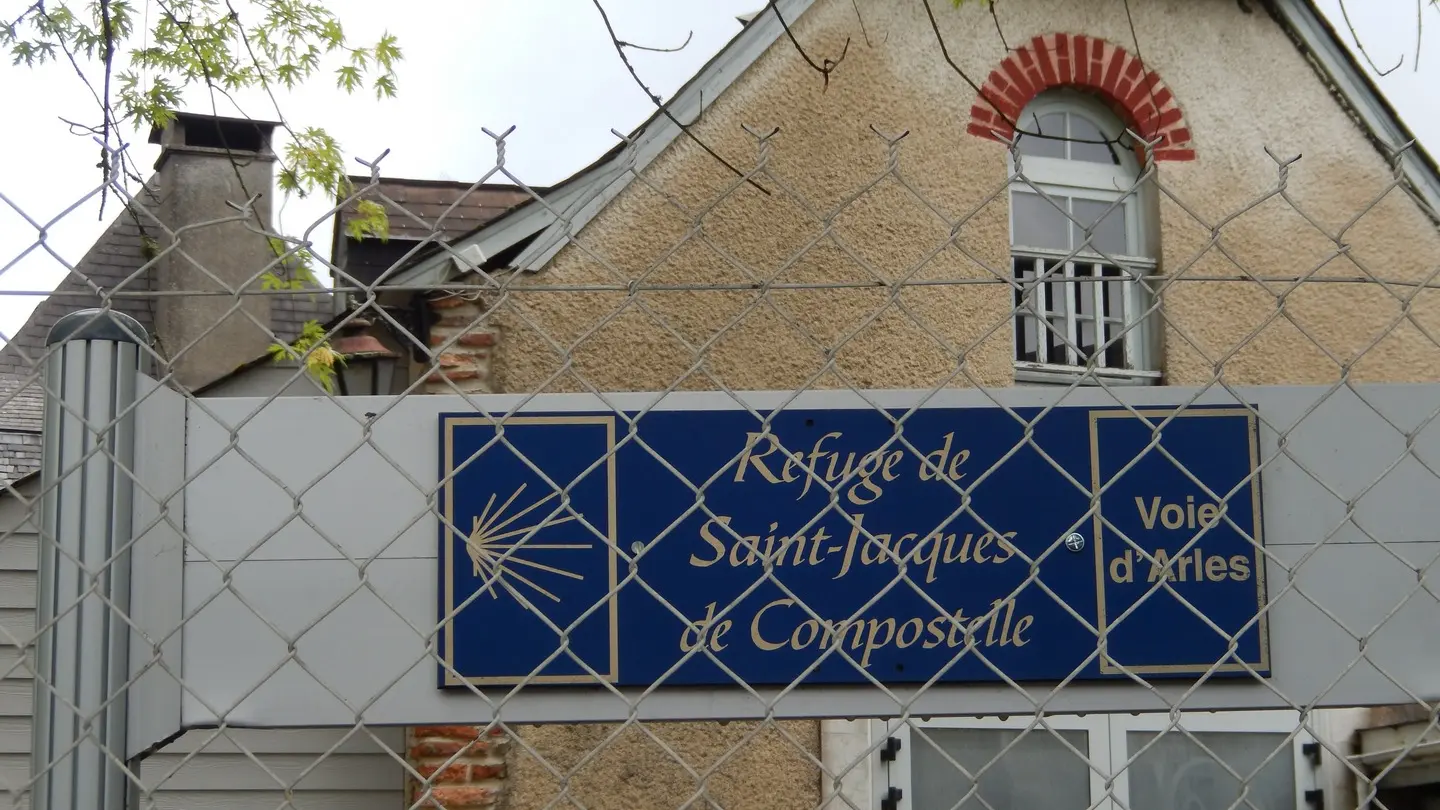 Refuge de
Saint-Jacques
de Compostelle
Voie
d'Arles